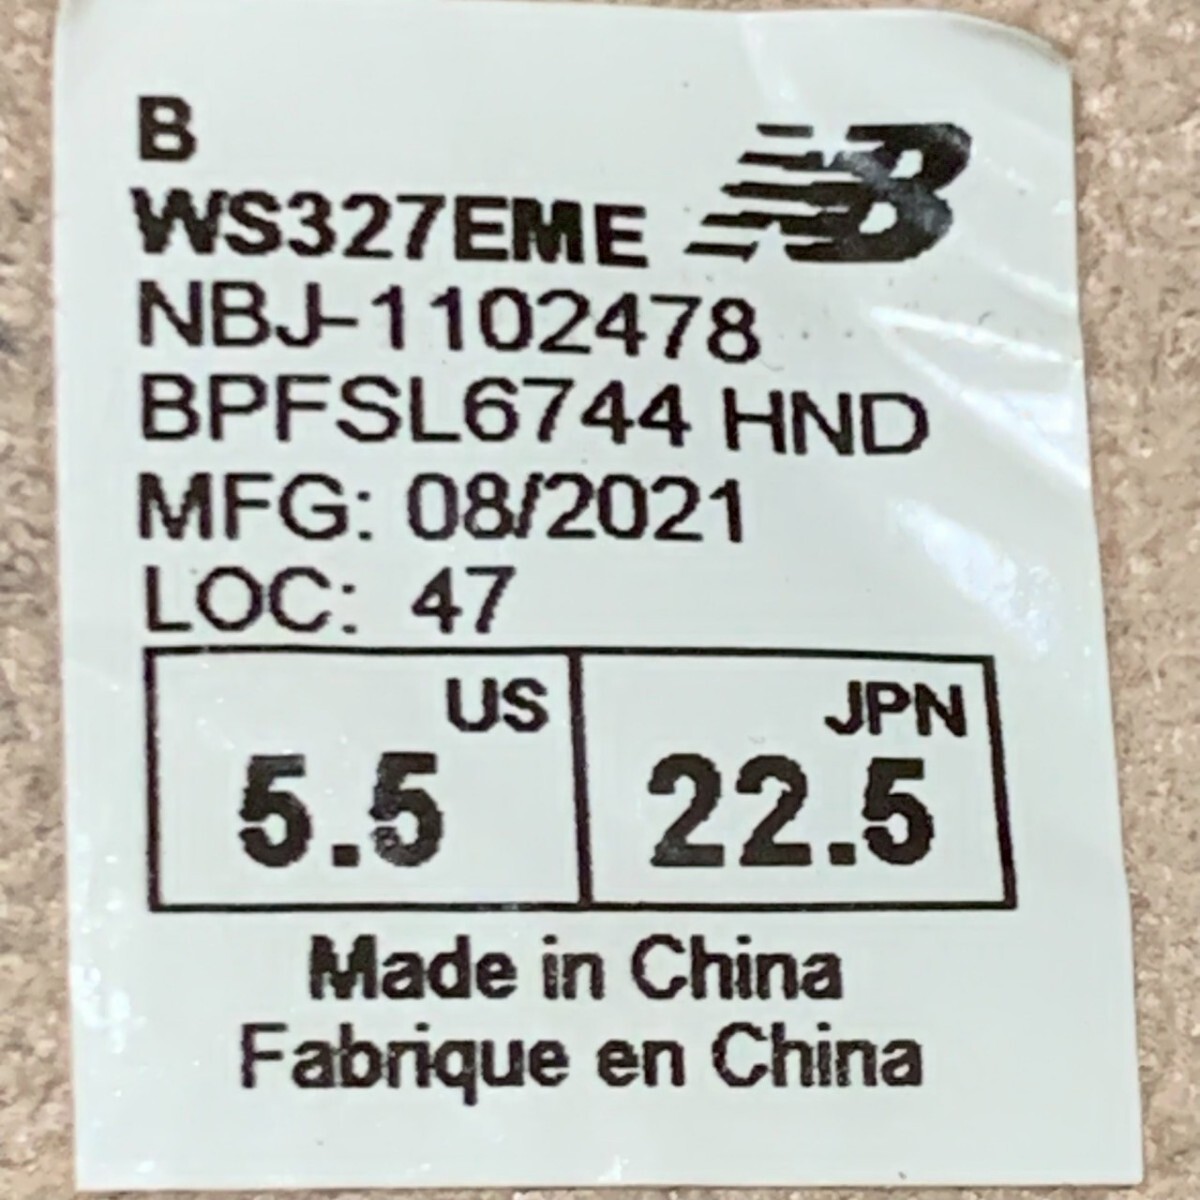 B
WS327EME
NB
NBJ-1102478
BPFSL6744 HND
MFG: 08/2021
LOC: 47
US JPN
5.5 22.5
Made in China
Fabrique en China